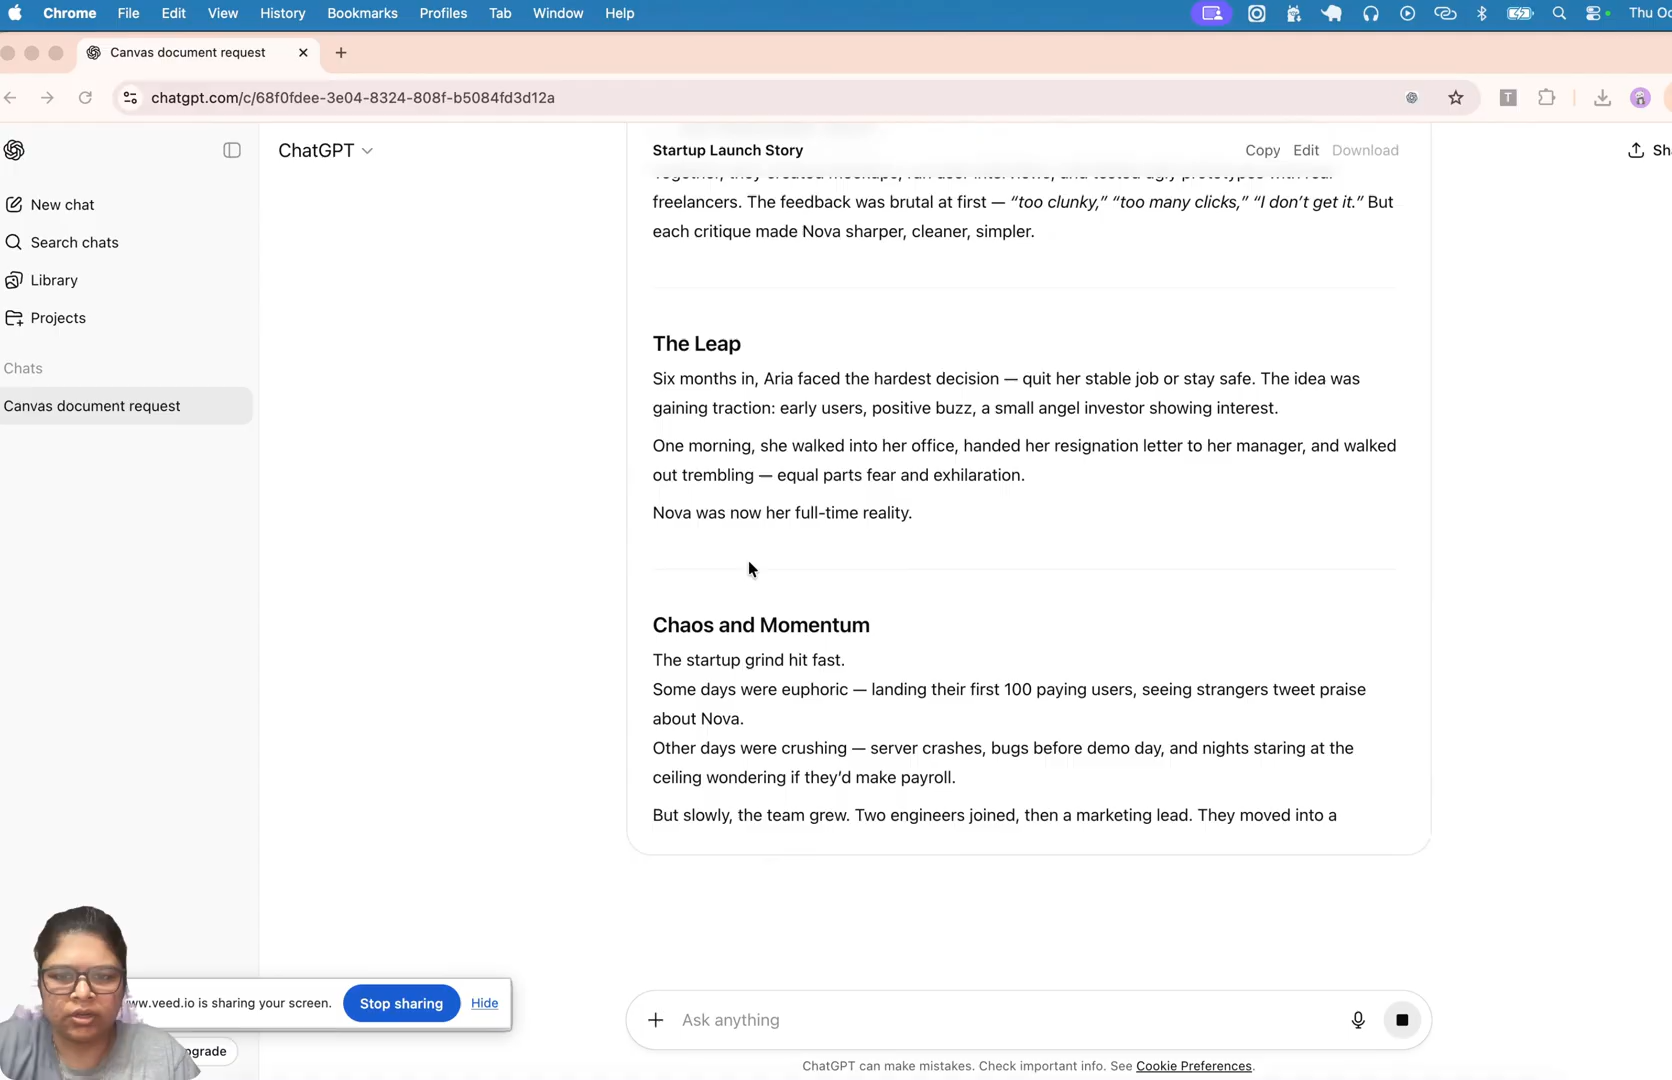 Chrome File Edit View History Bookmarks Profiles Tab Window Help Thu
Canvas document request
chatgpt.com/c/68f0fdee-3e04-8324-808f-b5084fd3d12a
T
ChatGPT
New chat
Search chats
Library
Projects
Chats
Canvas document request
Startup Launch Story Copy Edit Download
freelancers. The feedback was brutal at first — “too clunky,” “too many clicks,” “I don’t get it.” But
each critique made Nova sharper, cleaner, simpler.
The Leap
Six months in, Aria faced the hardest decision — quit her stable job or stay safe. The idea was
gaining traction: early users, positive buzz, a small angel investor showing interest.
One morning, she walked into her office, handed her resignation letter to her manager, and walked
out trembling — equal parts fear and exhilaration.
Nova was now her full-time reality.
Chaos and Momentum
The startup grind hit fast.
Some days were euphoric — landing their first 100 paying users, seeing strangers tweet praise
about Nova.
Other days were crushing — server crashes, bugs before demo day, and nights staring at the
ceiling wondering if they’d make payroll.
But slowly, the team grew. Two engineers joined, then a marketing lead. They moved into a
ww.veed.io is sharing your screen. Stop sharing Hide
grade
Ask anything
ChatGPT can make mistakes. Check important info. See Cookie Preferences.